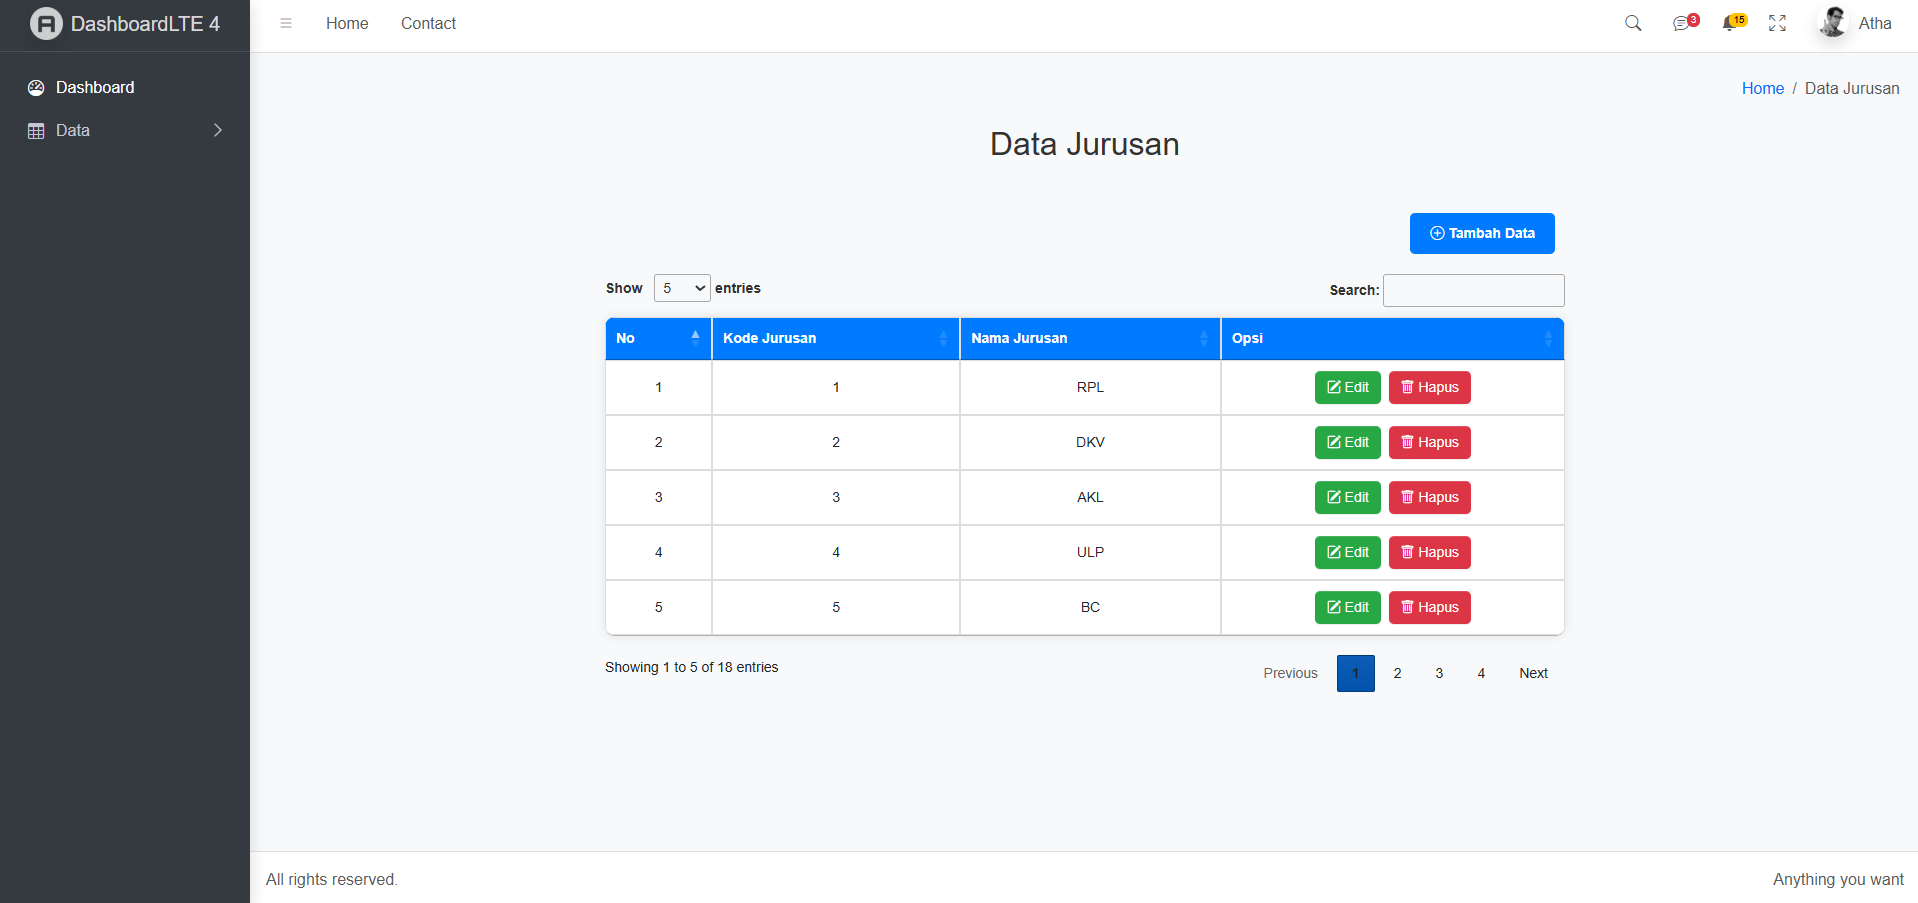 DashboardLTE 4
Home Contact
3
15
Atha
Dashboard
Data
Home / Data Jurusan
Data Jurusan
Tambah Data
Show 5 entries
Search:
No Kode Jurusan Nama Jurusan Opsi
1 1 RPL Edit Hapus
2 2 DKV Edit Hapus
3 3 AKL Edit Hapus
4 4 ULP Edit Hapus
5 5 BC Edit Hapus
Showing 1 to 5 of 18 entries
Previous 1 2 3 4 Next
All rights reserved.
Anything you want